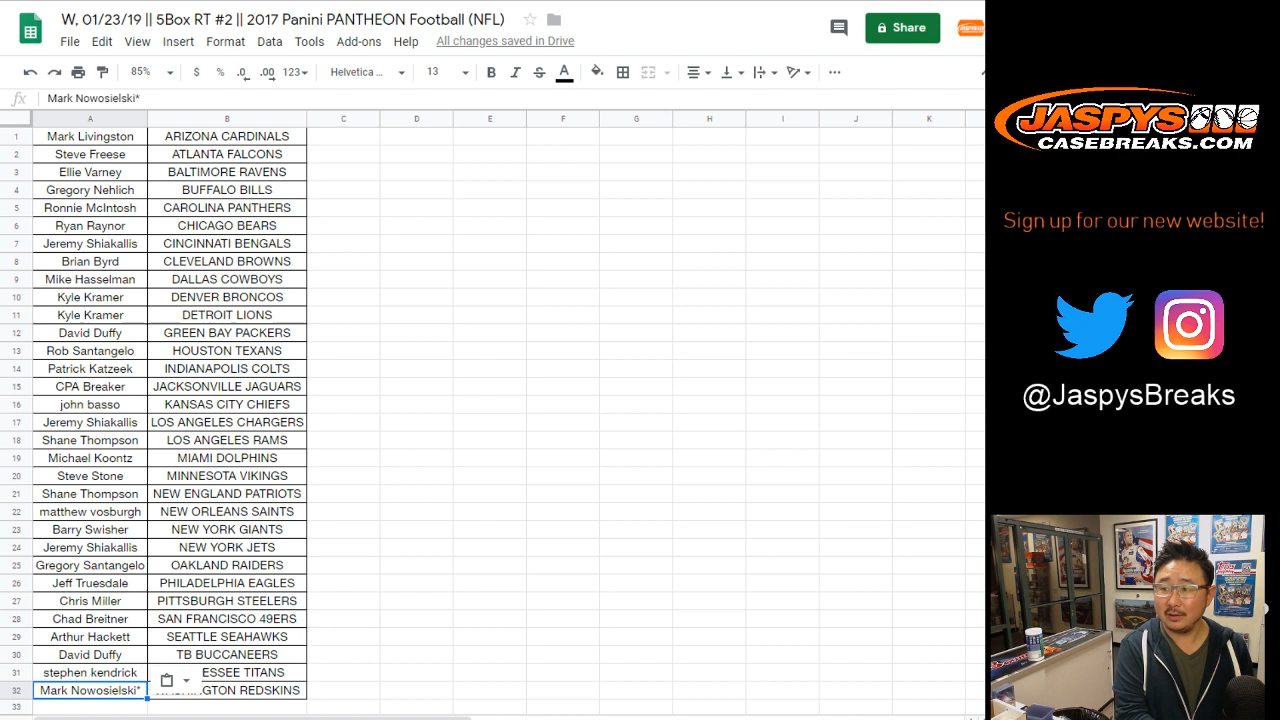 W, 01/23/19 || 5Box RT #2 || 2017 Panini PANTHEON Football (NFL)
File Edit View Insert Format Data Tools Add-ons Help All changes saved in Drive
Share
85% $ % .0 .00 123 Helvetica ... 13 B I S A
fx Mark Nowosielski*
A B C D E F G H I J K
1 Mark Livingston ARIZONA CARDINALS
2 Steve Freese ATLANTA FALCONS
3 Ellie Varney BALTIMORE RAVENS
4 Gregory Nehlich BUFFALO BILLS
5 Ronnie McIntosh CAROLINA PANTHERS
6 Ryan Raynor CHICAGO BEARS
7 Jeremy Shiakallis CINCINNATI BENGALS
8 Brian Byrd CLEVELAND BROWNS
9 Mike Hasselman DALLAS COWBOYS
10 Kyle Kramer DENVER BRONCOS
11 Kyle Kramer DETROIT LIONS
12 David Duffy GREEN BAY PACKERS
13 Rob Santangelo HOUSTON TEXANS
14 Patrick Katzeek INDIANAPOLIS COLTS
15 CPA Breaker JACKSONVILLE JAGUARS
16 john basso KANSAS CITY CHIEFS
17 Jeremy Shiakallis LOS ANGELES CHARGERS
18 Shane Thompson LOS ANGELES RAMS
19 Michael Koontz MIAMI DOLPHINS
20 Steve Stone MINNESOTA VIKINGS
21 Shane Thompson NEW ENGLAND PATRIOTS
22 matthew vosburgh NEW ORLEANS SAINTS
23 Barry Swisher NEW YORK GIANTS
24 Jeremy Shiakallis NEW YORK JETS
25 Gregory Santangelo OAKLAND RAIDERS
26 Jeff Truesdale PHILADELPHIA EAGLES
27 Chris Miller PITTSBURGH STEELERS
28 Chad Breitner SAN FRANCISCO 49ERS
29 Arthur Hackett SEATTLE SEAHAWKS
30 David Duffy TB BUCCANEERS
31 stephen kendrick ESSEE TITANS
32 Mark Nowosielski* GTON REDSKINS
33
JASPYS
CASEBREAKS.COM
Sign up for our new website!
@JaspysBreaks